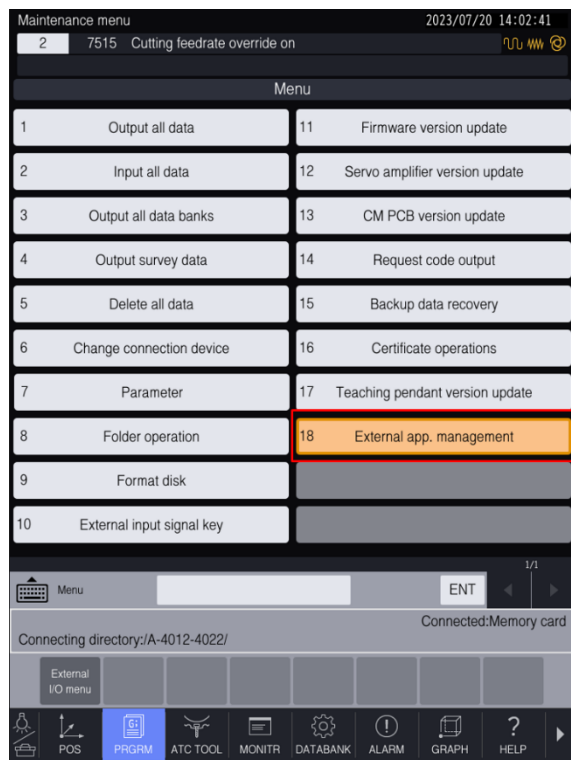 Maintenance menu 2023/07/20 14:02:41
2 7515 Cutting feedrate override on
Menu
1 Output all data
2 Input all data
3 Output all data banks
4 Output survey data
5 Delete all data
6 Change connection device
7 Parameter
8 Folder operation
9 Format disk
10 External input signal key
11 Firmware version update
12 Servo amplifier version update
13 CM PCB version update
14 Request code output
15 Backup data recovery
16 Certificate operations
17 Teaching pendant version update
18 External app. management
1/1
Menu ENT
Connected:Memory card
Connecting directory:/A-4012-4022/
External
I/O menu
POS PRGRM ATC TOOL MONITR DATABANK ALARM GRAPH HELP